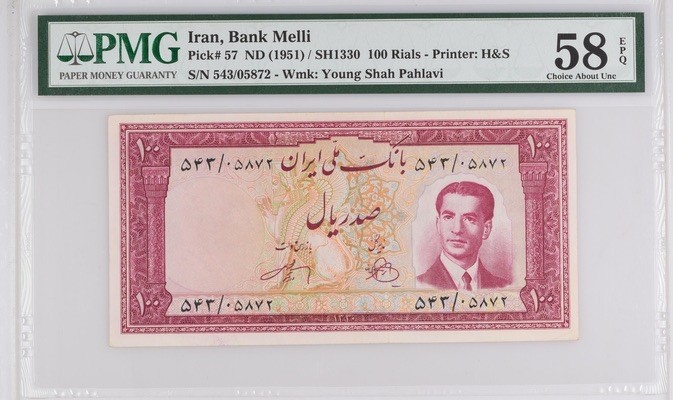 PMG
PAPER MONEY GUARANTY
Iran, Bank Melli
Pick# 57 ND (1951) / SH1330 100 Rials - Printer: H&S
S/N 543/05872 - Wmk: Young Shah Pahlavi
58 EPQ
Choice About Unc
۱۰۰ بانک ملی ایران ۱۰۰
۵۴۳/۰۵۸۷۲ ۵۴۳/۰۵۸۷۲
صد ریال
۵۴۳/۰۵۸۷۲ ۵۴۳/۰۵۸۷۲
۱۰۰ ۱۰۰